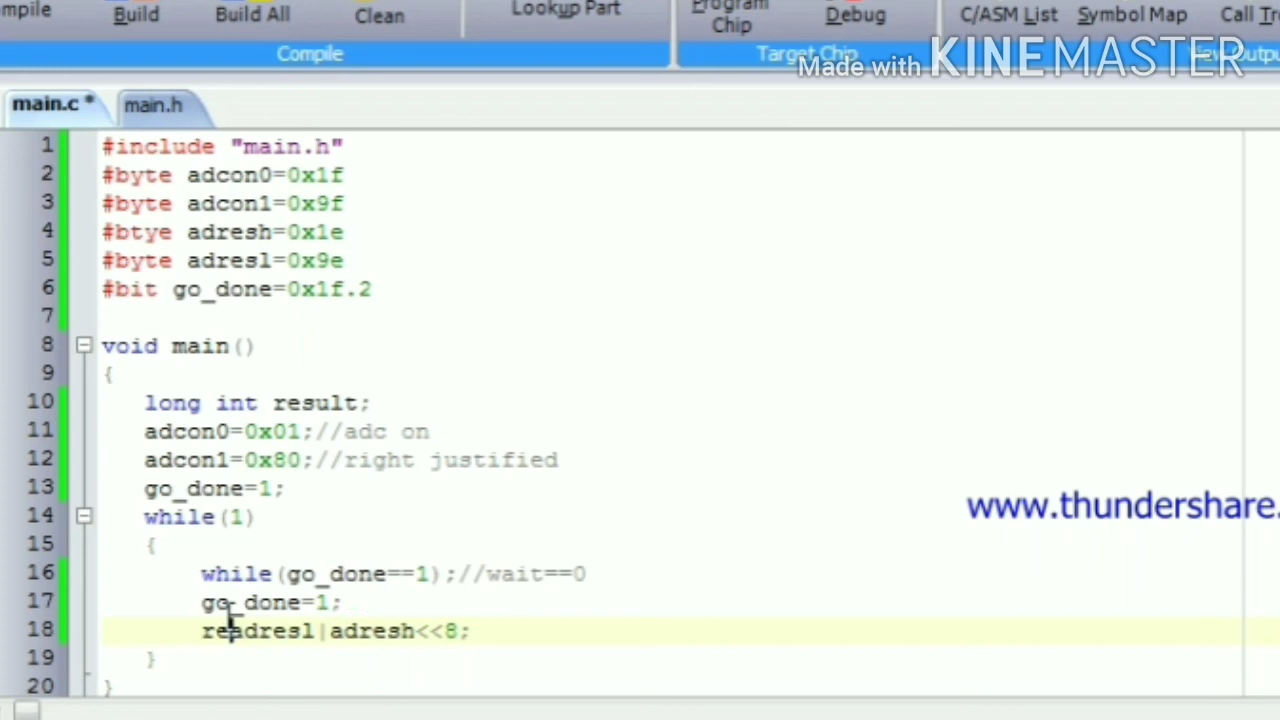 mpile
Build
Build All
Clean
Lookup Part
Program
Chip
Debug
C/ASM List
Symbol Map
Call Tr
Compile
Target Chip
Made with KINEMASTER
main.c *
main.h
1 #include "main.h"
2 #byte adcon0=0x1f
3 #byte adcon1=0x9f
4 #btye adresh=0x1e
5 #byte adresl=0x9e
6 #bit go_done=0x1f.2
7
8 void main()
9 {
10 long int result;
11 adcon0=0x01;//adc on
12 adcon1=0x80;//right justified
13 go_done=1;
14 while(1)
15 {
16 while(go_done==1);//wait==0
17 go_done=1;
18 readresl|adresh<<8;
19 }
20 }
www.thundershare.